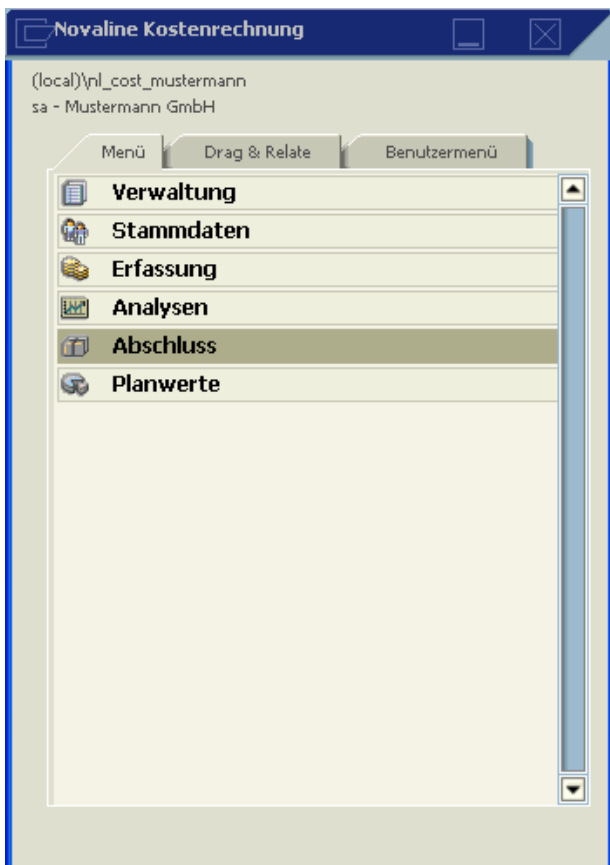 Novaline Kostenrechnung
(local)\nl_cost_mustermann
sa - Mustermann GmbH
Menü Drag & Relate Benutzermenü
Verwaltung
Stammdaten
Erfassung
Analysen
Abschluss
Planwerte